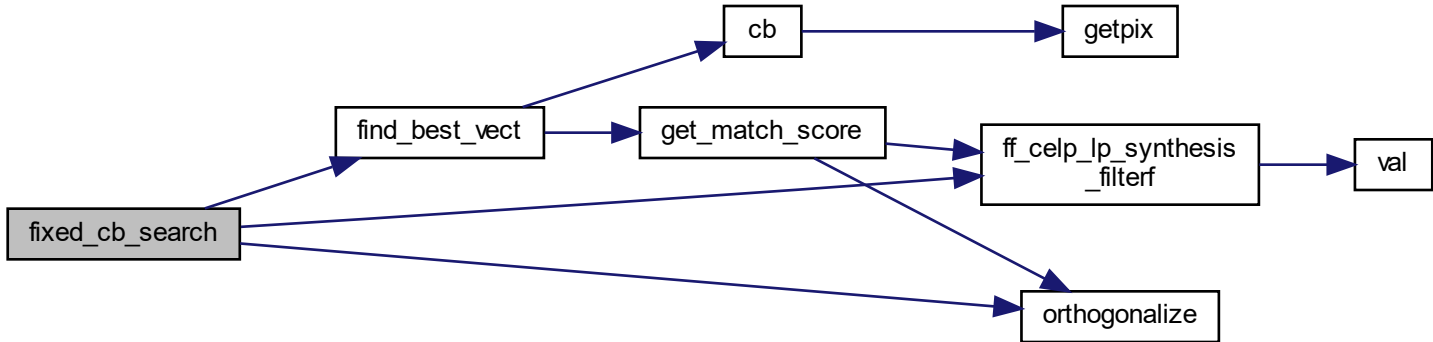 cb
getpix
find_best_vect
get_match_score
ff_celp_lp_synthesis
_filterf
val
fixed_cb_search
orthogonalize